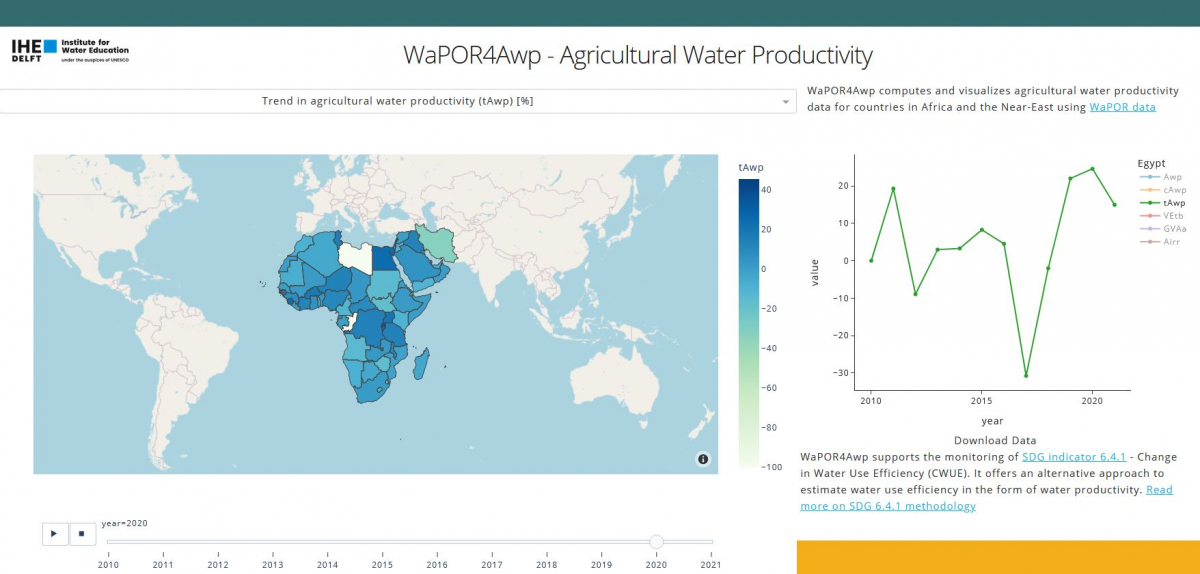 IHE
DELFT
Institute for
Water Education
under the auspices of UNESCO
WaPOR4Awp - Agricultural Water Productivity
Trend in agricultural water productivity (tAwp) [%]
WaPOR4Awp computes and visualizes agricultural water productivity
data for countries in Africa and the Near-East using WaPOR data
tAwp
40
20
0
−20
−40
−60
−80
−100
value
20
10
0
−10
−20
−30
2010
2015
2020
year
Egypt
Awp
cAwp
tAwp
VEtb
GVAa
Airr
Download Data
WaPOR4Awp supports the monitoring of SDG indicator 6.4.1 - Change
in Water Use Efficiency (CWUE). It offers an alternative approach to
estimate water use efficiency in the form of water productivity. Read
more on SDG 6.4.1 methodology
year=2020
2010 2011 2012 2013 2014 2015 2016 2017 2018 2019 2020 2021